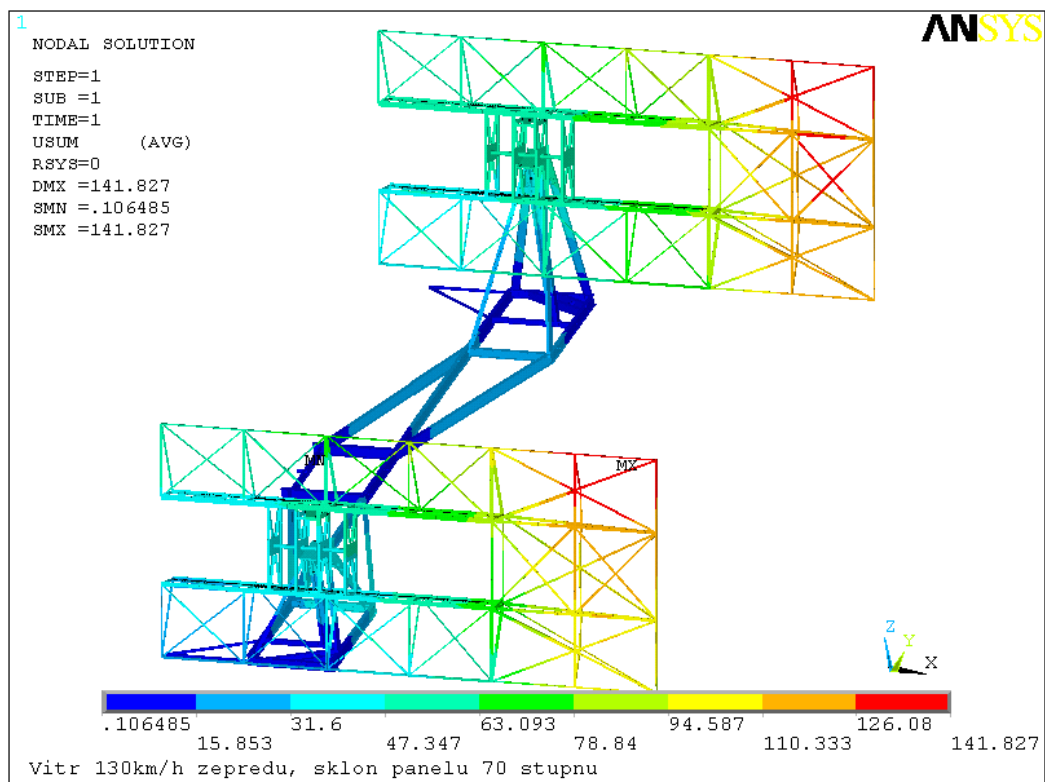 1
ANSYS
NODAL SOLUTION
STEP=1
SUB =1
TIME=1
USUM (AVG)
RSYS=0
DMX =141.827
SMN =.106485
SMX =141.827
MN
MX
Z
Y
X
.106485 31.6 63.093 94.587 126.08
15.853 47.347 78.84 110.333 141.827
Vitr 130km/h zepredu, sklon panelu 70 stupnu